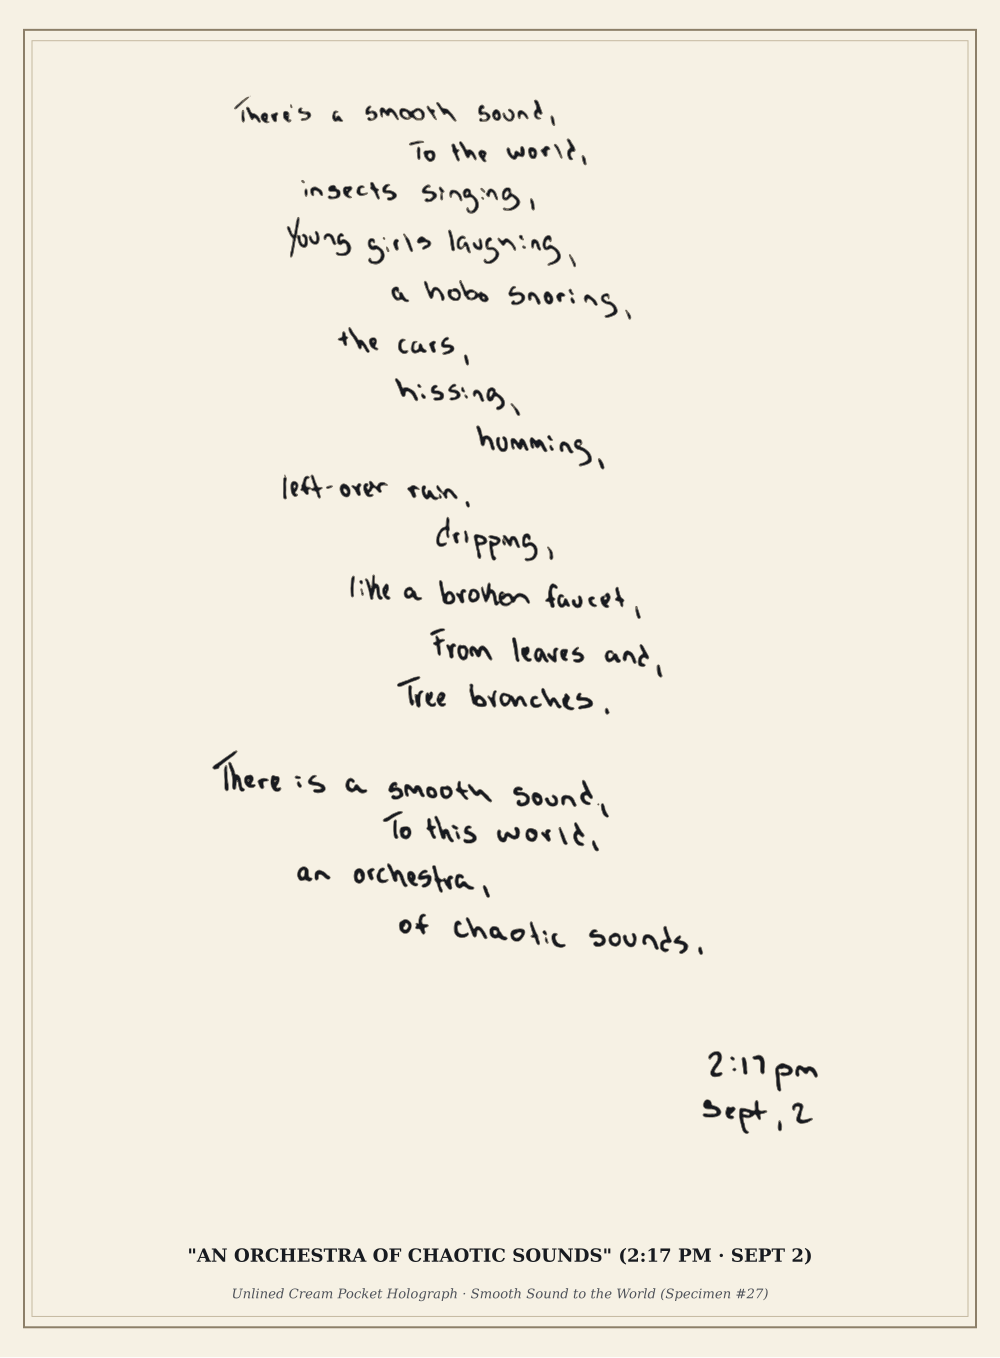 There's a smooth sound,
To the world,
insects singing,
Young girls laughing,
a hobo snoring,
the cars,
hissing,
humming,
left-over rain,
dripping,
like a broken faucet,
From leaves and,
Tree branches.
There is a smooth sound,
To this world,
an orchestra,
of chaotic sounds.
2:17 pm
Sept, 2
"AN ORCHESTRA OF CHAOTIC SOUNDS" (2:17 PM · SEPT 2)
Unlined Cream Pocket Holograph · Smooth Sound to the World (Specimen #27)